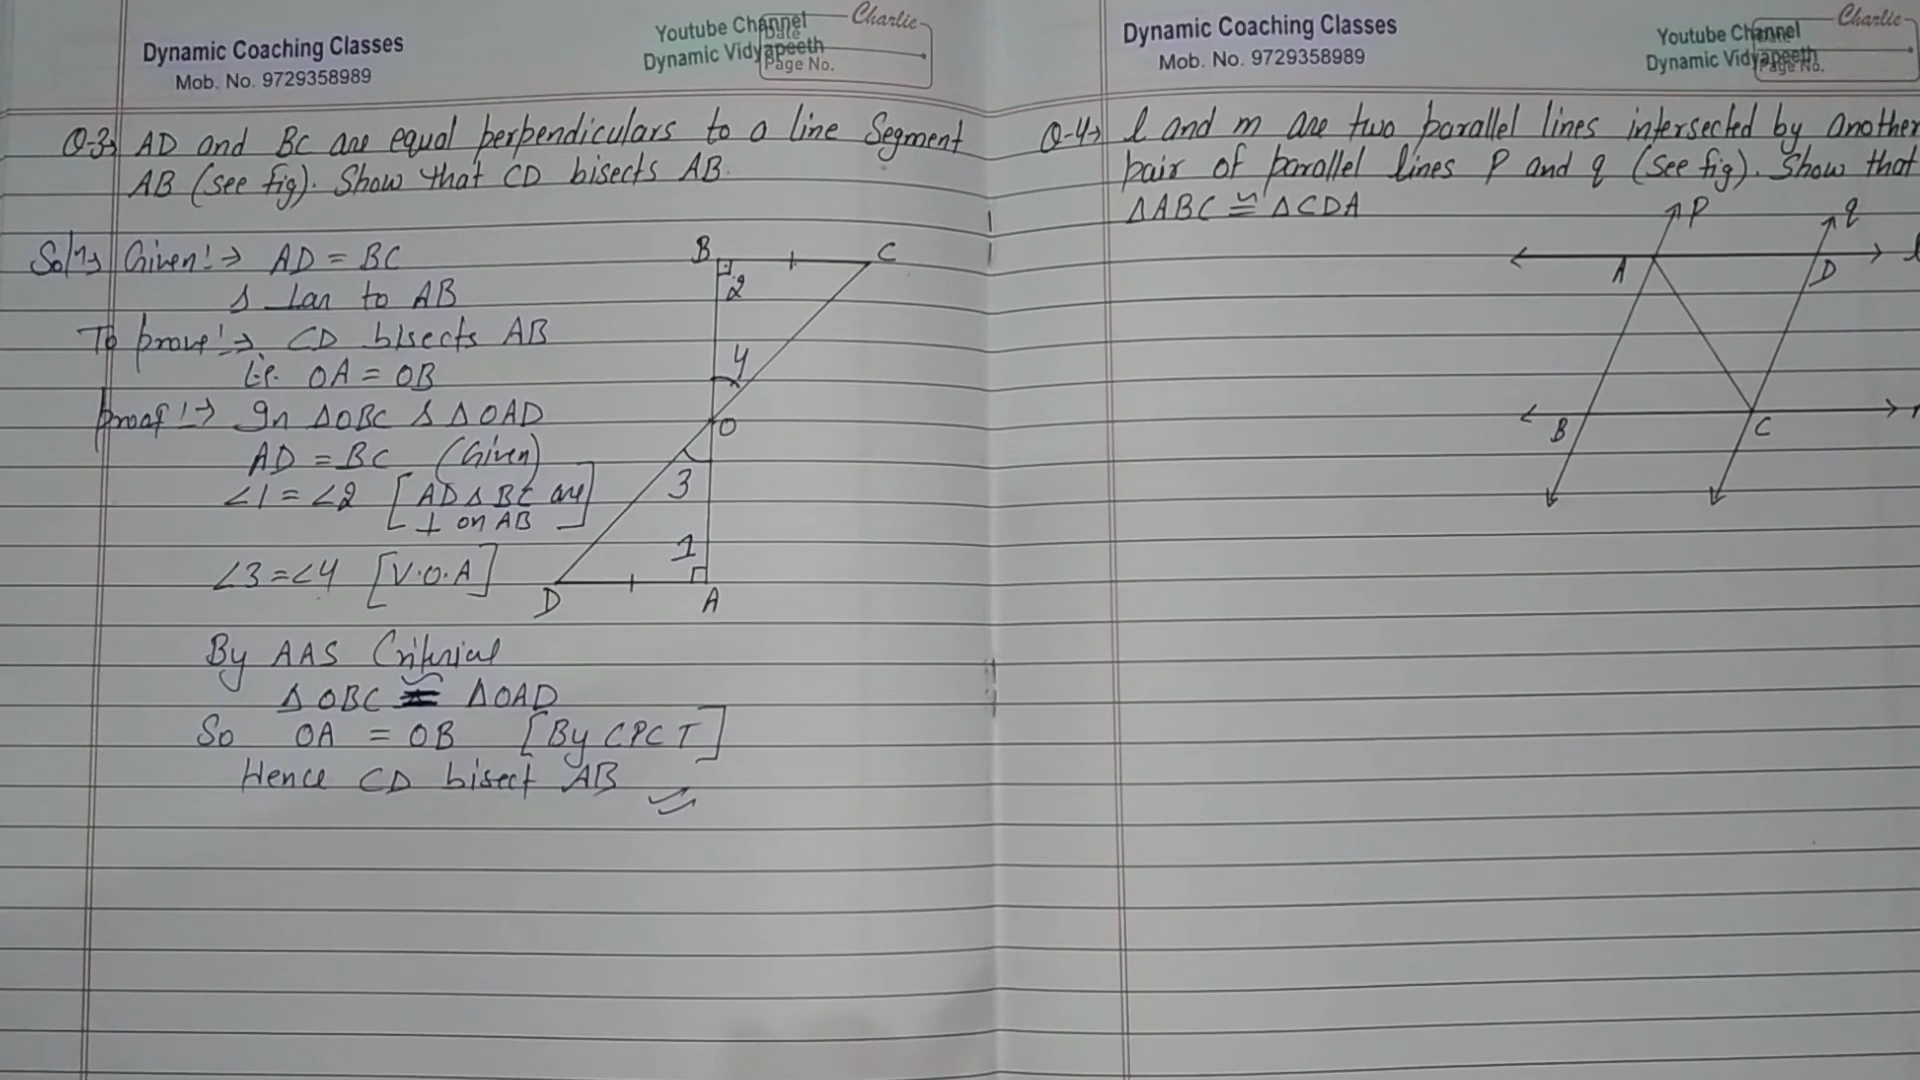 Dynamic Coaching Classes
Mob. No. 9729358989
Youtube Channel
Dynamic Vidyapeeth
Charlie
Date
Page No.
Q-3→ AD and BC are equal perpendiculars to a line Segment
AB (see fig). Show that CD bisects AB.
Sol→ Given:→ AD = BC
& ⊥ar to AB
To prove:→ CD bisects AB
i.e. OA = OB
proof:→ In ΔOBC & ΔOAD
AD = BC (Given)
∠1 = ∠2 [AD & BC are
⊥ on AB]
∠3 = ∠4 [V.O.A]
By AAS
Δ OBC ≅ ΔOAD
So OA = OB [By CPCT]
Hence CD bisect AB
B
C
2
4
O
3
1
D
A
Dynamic Coaching Classes
Mob. No. 9729358989
Youtube Channel
Dynamic Vidyapeeth
Charlie
Page No.
Q-4→ l and m are two parallel lines intersected by another
pair of parallel lines P and q (See fig). Show that
ΔABC ≅ ΔCDA
P
q
A
D
l
B
C